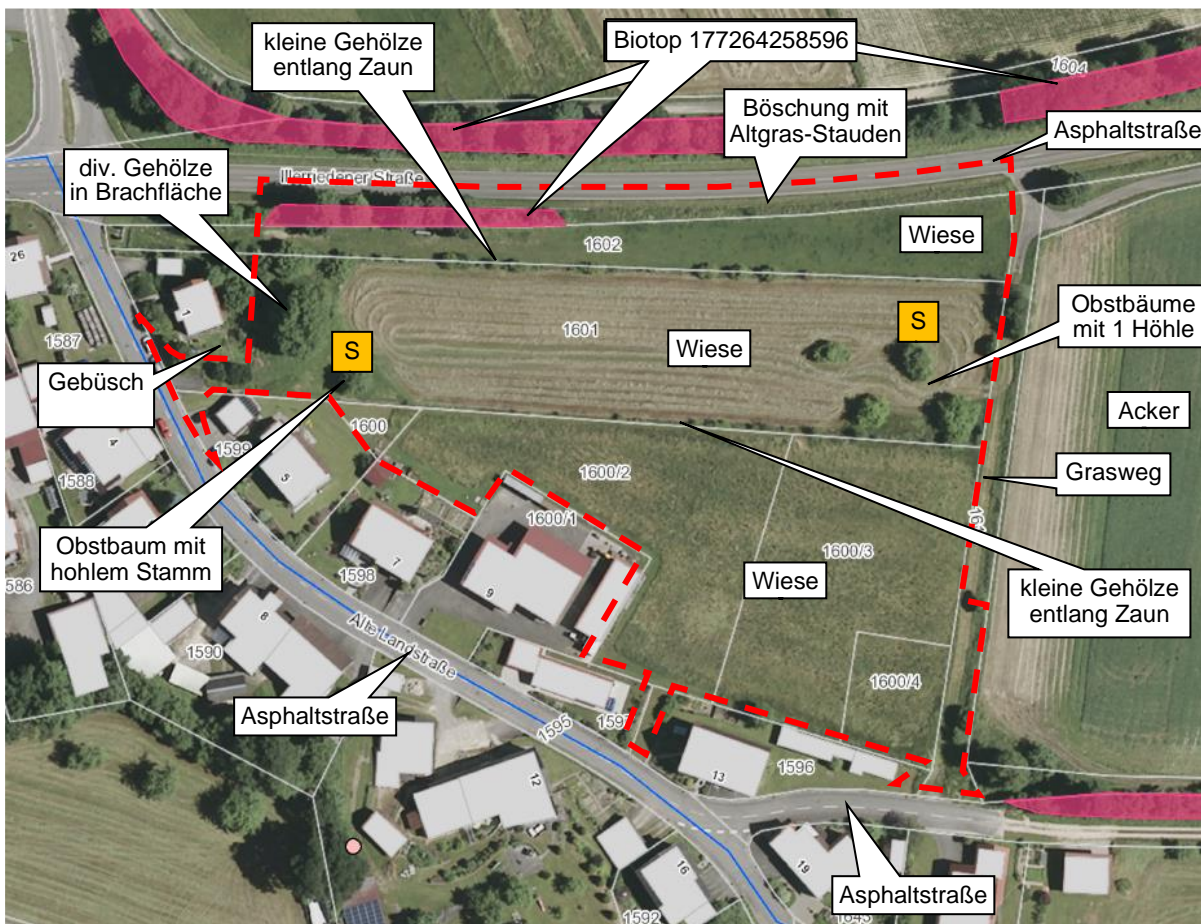 kleine Gehölze
entlang Zaun
Biotop 177264258596
1604
Böschung mit
Altgras-Stauden
Asphaltstraße
div. Gehölze
in Brachfläche
Illerriedener Straße
1602
Wiese
26
1
1587
S
1601
Wiese
S
Obstbäume
mit 1 Höhle
Gebüsch
Acker
4
1599
5
1600
1588
1600/2
Grasweg
1600/1
Obstbaum mit
hohlem Stamm
1600/3
7
1598
9
Wiese
kleine Gehölze
entlang Zaun
1586
8
1590
Alte Landstraße
1600/4
Asphaltstraße
1595
13
1596
12
16
19
Asphaltstraße
1592